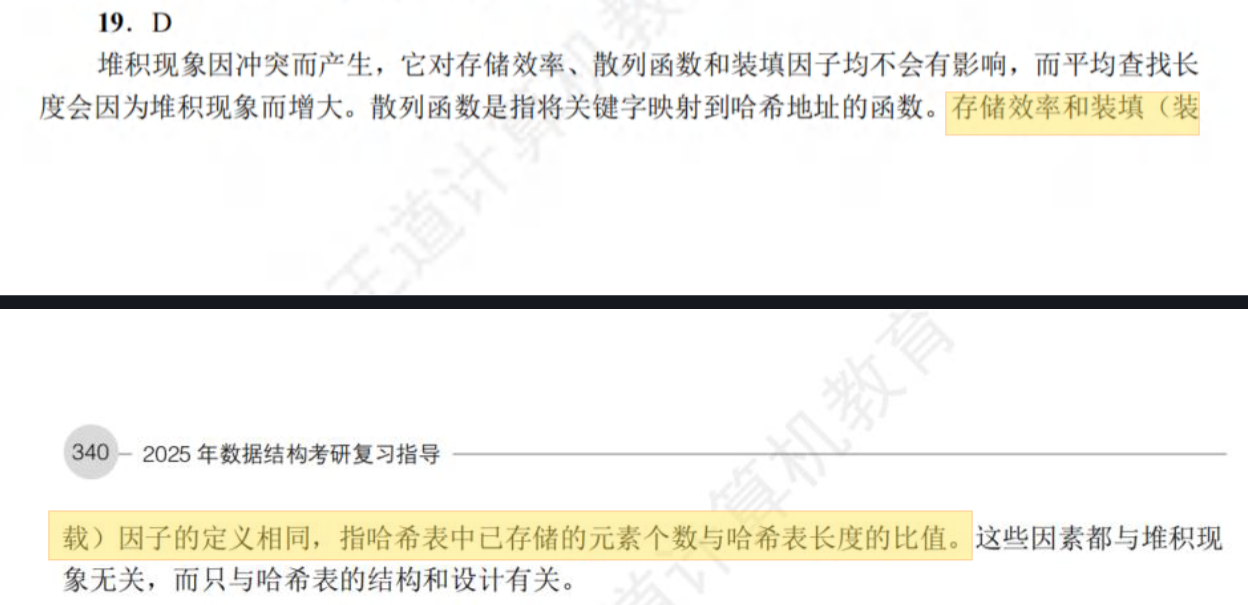 19. D
堆积现象因冲突而产生，它对存储效率、散列函数和装填因子均不会有影响，而平均查找长
度会因为堆积现象而增大。散列函数是指将关键字映射到哈希地址的函数。存储效率和装填（装
王道计算机教
340 2025 年数据结构考研复习指导
载）因子的定义相同，指哈希表中已存储的元素个数与哈希表长度的比值。这些因素都与堆积现
象无关，而只与哈希表的结构和设计有关。
道计算机教育